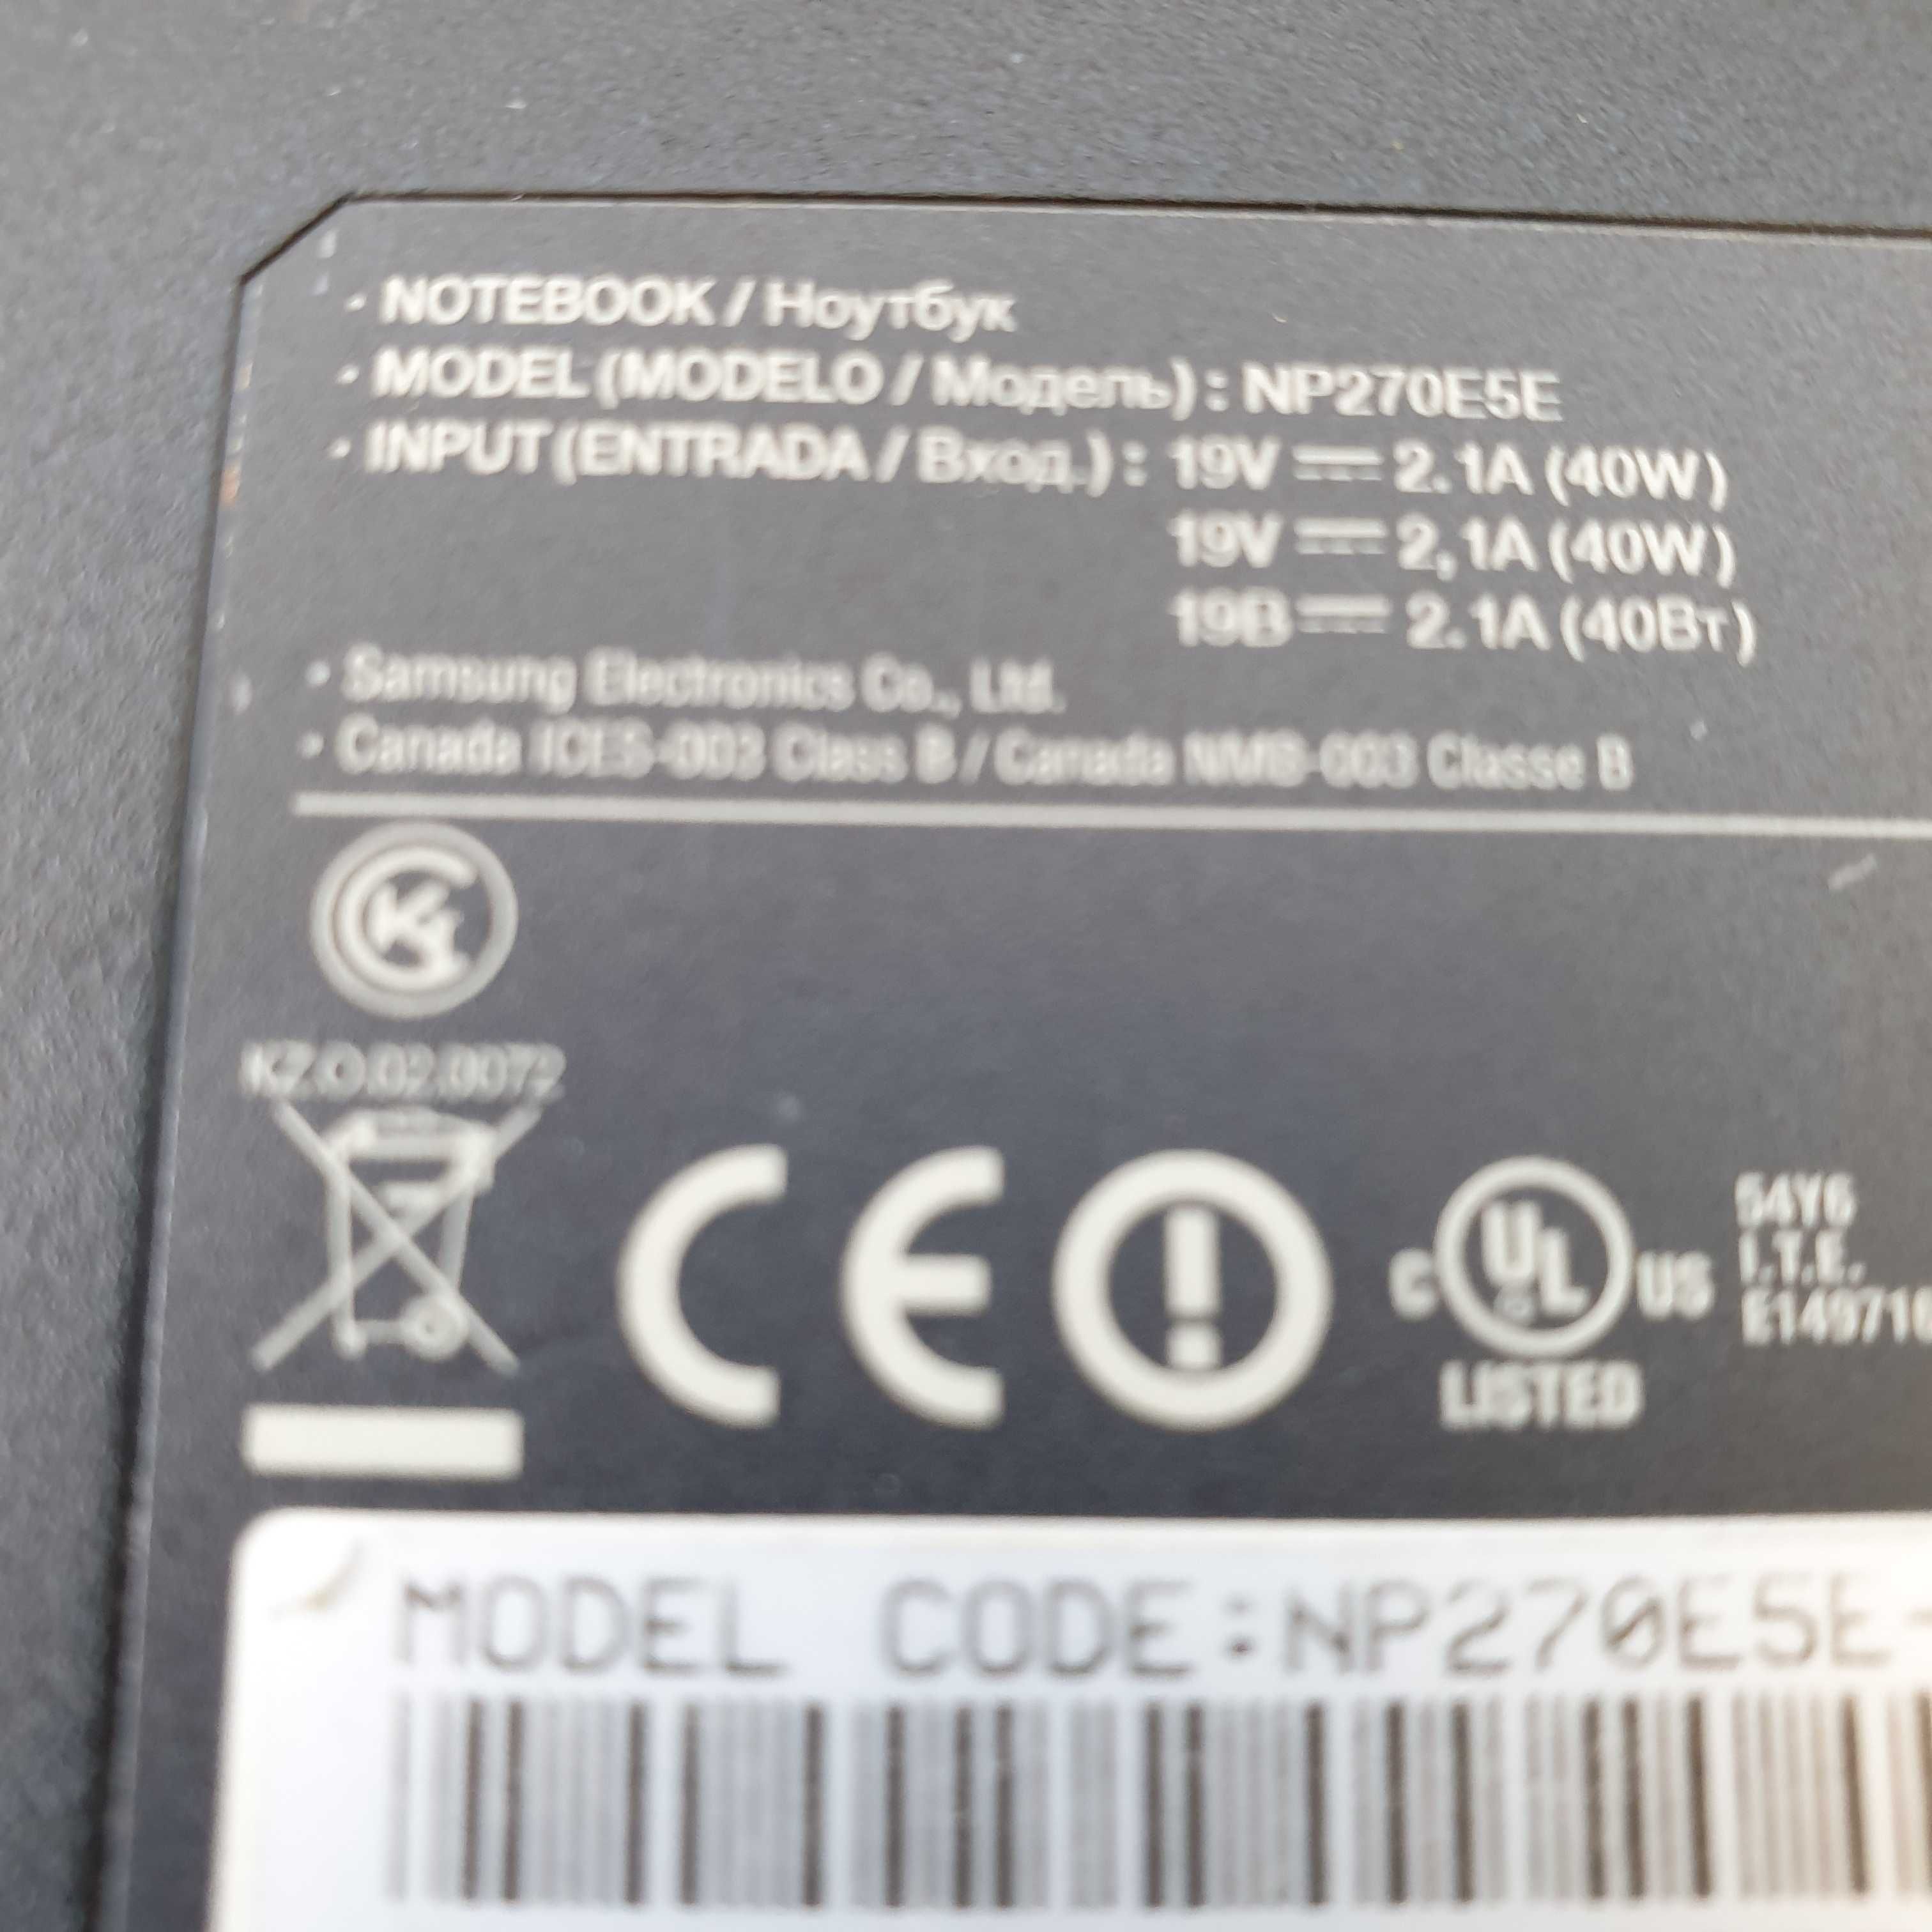 · NOTEBOOK / Ноутбук
· MODEL (MODELO / Модель) : NP270E5E
· INPUT (ENTRADA / Вход.) : 19V ⎓ 2.1A (40W)
19V ⎓ 2,1A (40W)
19В ⎓ 2.1A (40Вт)
· Samsung Electronics Co., Ltd.
· Canada ICES-003 Class B / Canada NMB-003 Classe B
KZ.O.02.0072
CE
C UL US
LISTED
54Y6
I.T.E.
MODEL CODE:NP270E5E-